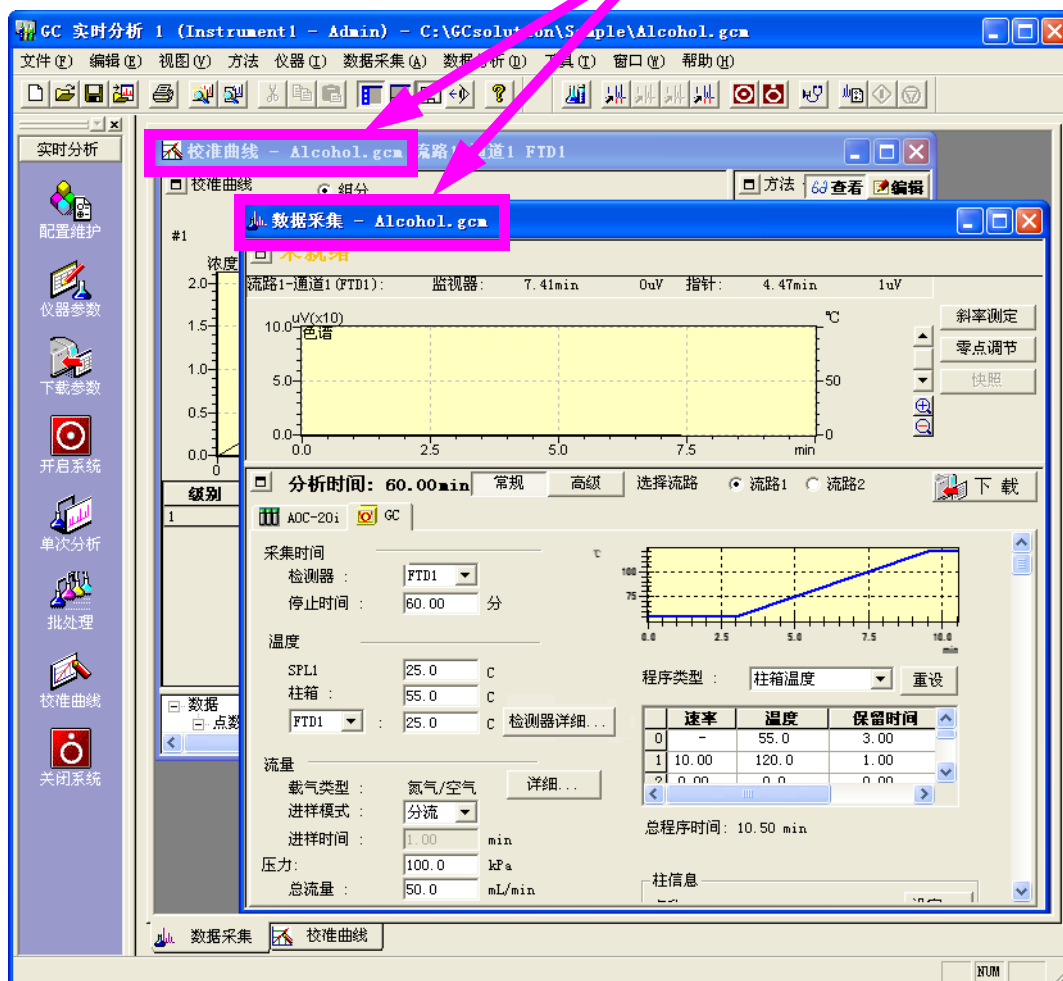 GC 实时分析 1 (Instrument1 - Admin) - C:\GCsolution\Sample\Alcohol.gcm
文件(F) 编辑(E) 视图(V) 方法 仪器(I) 数据采集(A) 数据分析(D) 工具(T) 窗口(W) 帮助(H)
实时分析
配置维护
仪器参数
下载参数
开启系统
单次分析
批处理
校准曲线
关闭系统
校准曲线 - Alcohol.gcm 流路1 通道1 FTD1
校准曲线 组分 方法 查看 编辑
#1
浓度
2.0
1.5
1.0
0.5
0.0
0
级别
1
数据
点数
数据采集 - Alcohol.gcm
未就绪
流路1-通道1(FTD1): 监视器: 7.41min 0uV 指针: 4.47min 1uV
uV(x10) ℃
10.0 色谱
5.0 50
0.0 0
0.0 2.5 5.0 7.5 min
斜率测定
零点调节
快照
分析时间: 60.00min 常规 高级 选择流路 流路1 流路2 下 载
AOC-20i GC
采集时间
检测器 : FTD1
停止时间 : 60.00 分
温度
SPL1 25.0 C
柱箱 : 55.0 C
FTD1 : 25.0 C 检测器详细...
流量
载气类型 : 氮气/空气 详细...
进样模式 : 分流
进样时间 : 1.00 min
压力: 100.0 kPa
总流量 : 50.0 mL/min
℃
100
75
0.0 2.5 5.0 7.5 10.0
min
程序类型 : 柱箱温度 重设
速率 温度 保留时间
0 - 55.0 3.00
1 10.00 120.0 1.00
2 0.00 0.0 0.00
总程序时间: 10.50 min
柱信息
数据采集 校准曲线
NUM